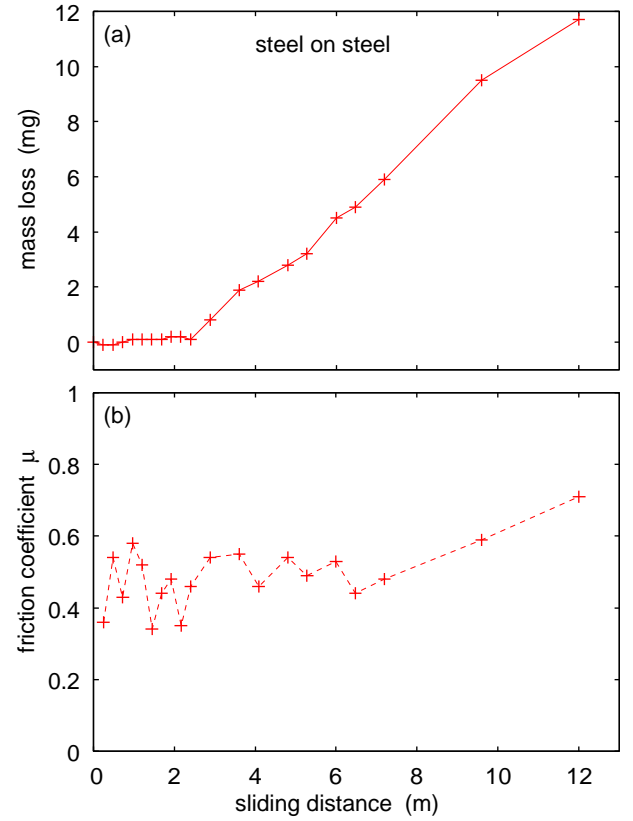 12
(a)
steel on steel
10
8
6
4
2
0
mass loss (mg)
1
(b)
0.8
0.6
0.4
0.2
0
friction coefficient μ
0 2 4 6 8 10 12
sliding distance (m)